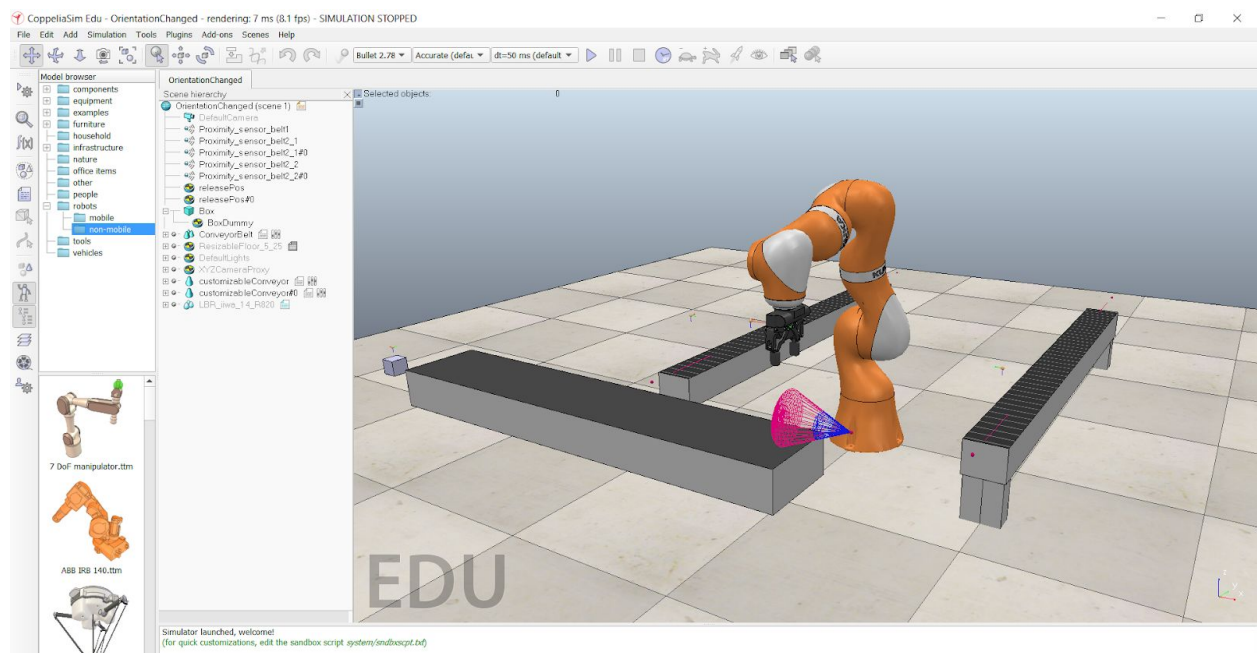 CoppeliaSim Edu - OrientationChanged - rendering: 7 ms (8.1 fps) - SIMULATION STOPPED
File Edit Add Simulation Tools Plugins Add-ons Scenes Help
Bullet 2.78 Accurate (defau dt=50 ms (default)
Model browser
components
equipment
examples
furniture
household
infrastructure
nature
office items
other
people
robots
mobile
non-mobile
tools
vehicles
7 DoF manipulator.ttm
ABB IRB 140.ttm
OrientationChanged
Scene hierarchy
OrientationChanged (scene 1)
DefaultCamera
Proximity_sensor_belt1
Proximity_sensor_belt2_1
Proximity_sensor_belt2_1#0
Proximity_sensor_belt2_2
Proximity_sensor_belt2_2#0
releasePos
releasePos#0
Box
BoxDummy
ConveyorBelt
ResizableFloor_5_25
DefaultLights
XYZCameraProxy
customizableConveyor
customizableConveyor#0
LBR_iiwa_14_R820
Selected objects: 0
EDU
Simulator launched, welcome!
(for quick customizations, edit the sandbox script system/sndbxscpt.txt)